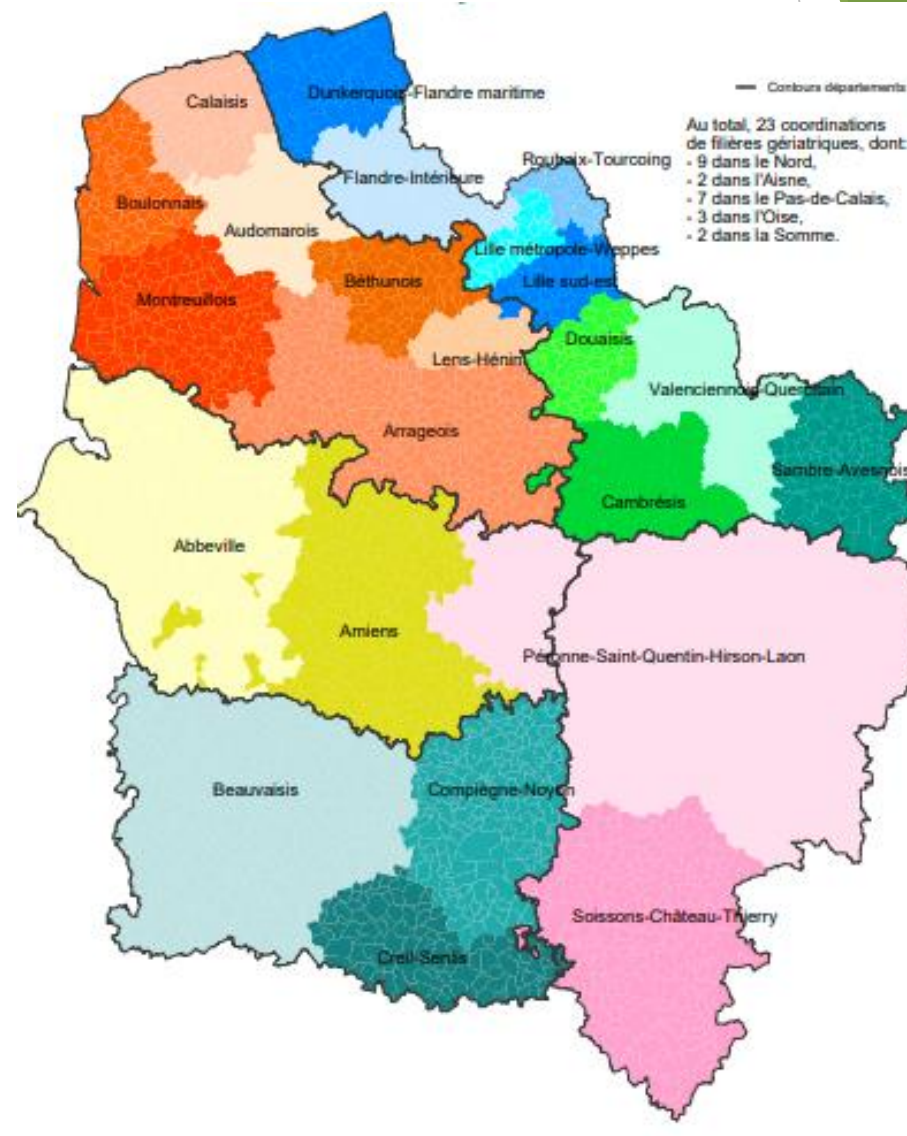 Contours départements
Au total, 23 coordinations
de filières gériatriques, dont:
- 9 dans le Nord,
- 2 dans l'Aisne,
- 7 dans le Pas-de-Calais,
- 3 dans l'Oise,
- 2 dans la Somme.
Dunkerquois-Flandre maritime
Calaisis
Roubaix-Tourcoing
Flandre-Intérieure
Boulonnais
Audomarois
Lille métropole-Weppes
Lille sud-est
Béthunois
Montreuillois
Douaisis
Lens-Hénin
Valenciennois-Quercitain
Arrageois
Sambre-Avesnois
Cambrésis
Abbeville
Amiens
Péronne-Saint-Quentin-Hirson-Laon
Beauvaisis
Compiègne-Noyon
Soissons-Château-Thierry
Creil-Senlis